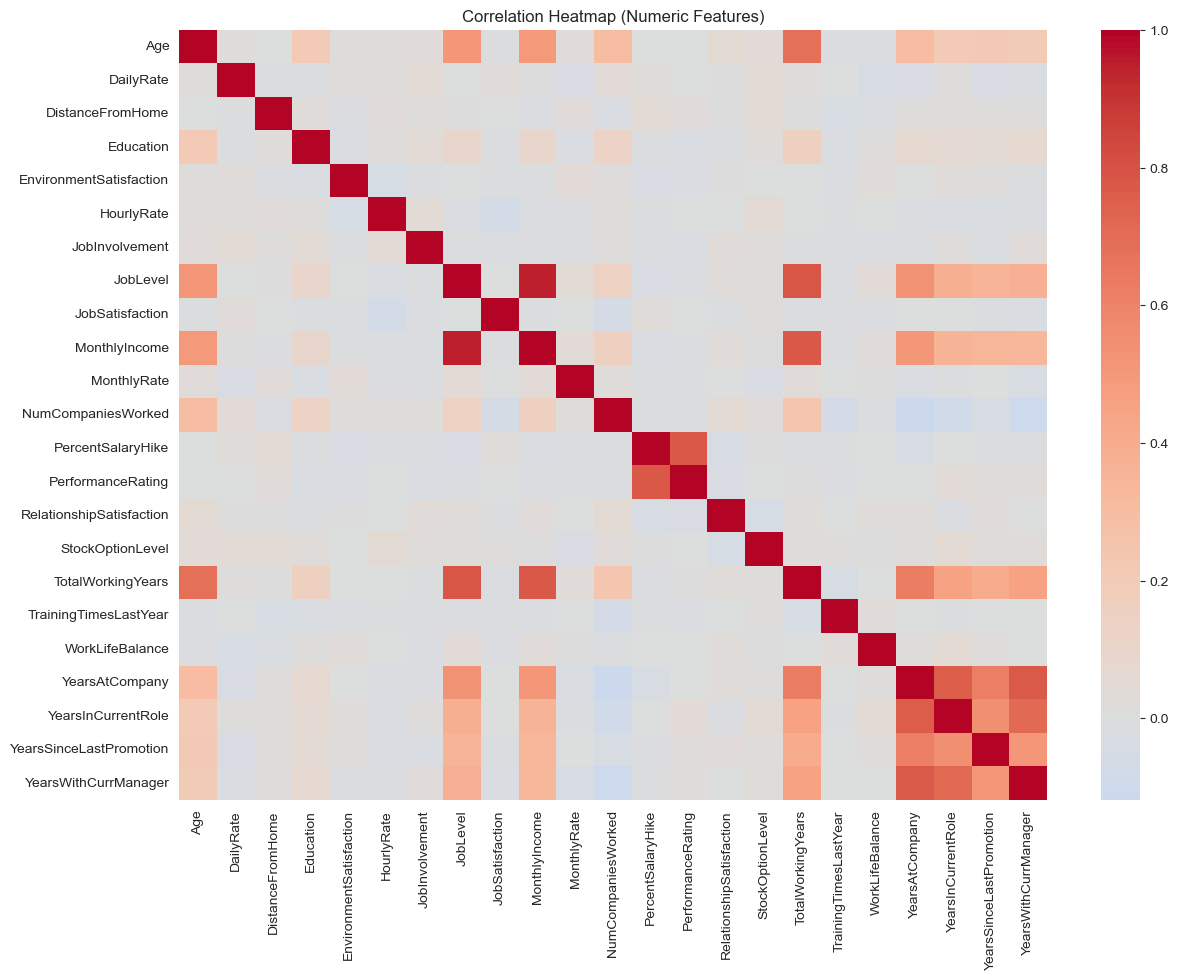 Correlation Heatmap (Numeric Features)
Age
DailyRate
DistanceFromHome
Education
EnvironmentSatisfaction
HourlyRate
JobInvolvement
JobLevel
JobSatisfaction
MonthlyIncome
MonthlyRate
NumCompaniesWorked
PercentSalaryHike
PerformanceRating
RelationshipSatisfaction
StockOptionLevel
TotalWorkingYears
TrainingTimesLastYear
WorkLifeBalance
YearsAtCompany
YearsInCurrentRole
YearsSinceLastPromotion
YearsWithCurrManager
Age
DailyRate
DistanceFromHome
Education
EnvironmentSatisfaction
HourlyRate
JobInvolvement
JobLevel
JobSatisfaction
MonthlyIncome
MonthlyRate
NumCompaniesWorked
PercentSalaryHike
PerformanceRating
RelationshipSatisfaction
StockOptionLevel
TotalWorkingYears
TrainingTimesLastYear
WorkLifeBalance
YearsAtCompany
YearsInCurrentRole
YearsSinceLastPromotion
YearsWithCurrManager
1.0
0.8
0.6
0.4
0.2
0.0